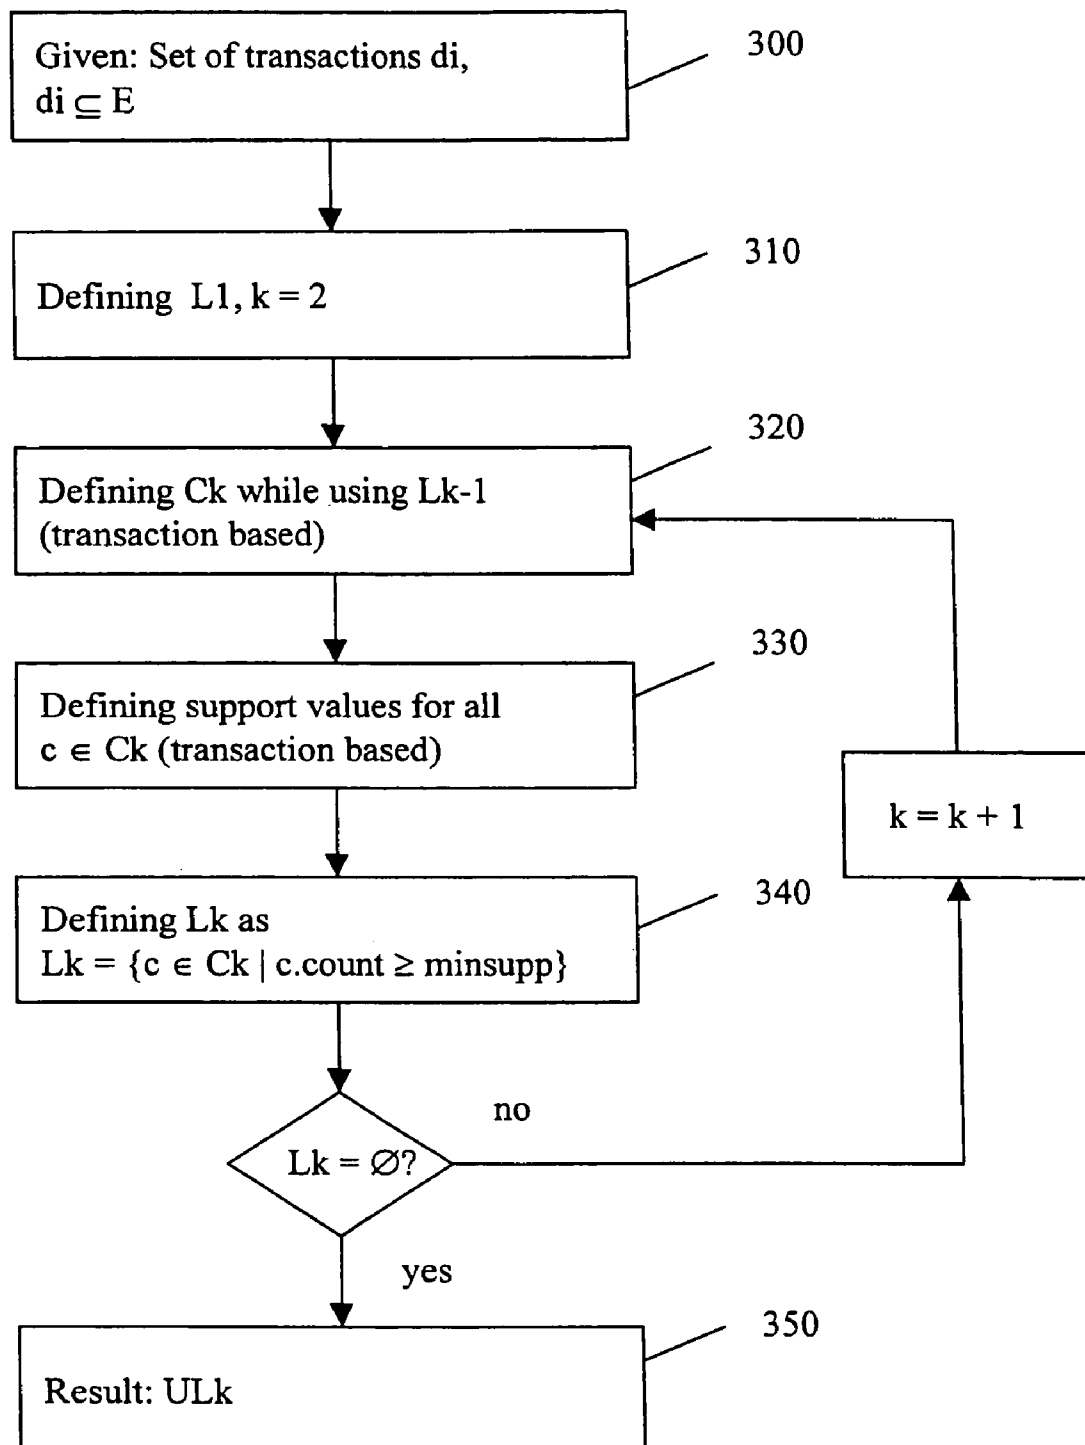 Given: Set of transactions di,
di ⊆ E
300
Defining L1, k = 2
310
Defining Ck while using Lk-1
(transaction based)
320
Defining support values for all
c ∈ Ck (transaction based)
330
k = k + 1
Defining Lk as
Lk = {c ∈ Ck | c.count ≥ minsupp}
340
Lk = ∅?
no
yes
Result: ULk
350